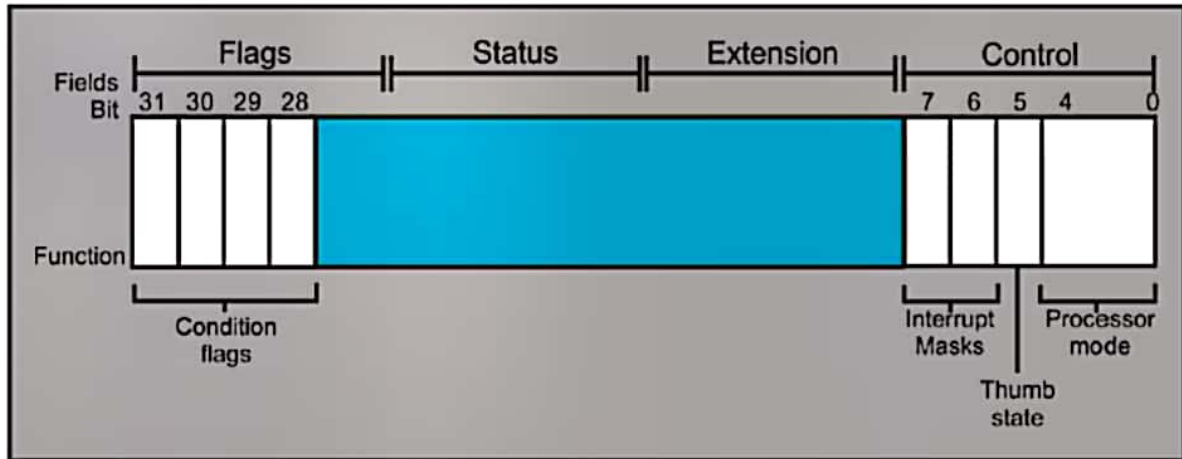 Flags Status Extension Control
Fields
Bit 31 30 29 28 7 6 5 4 0
Function
Condition
flags
Interrupt
Masks
Processor
mode
Thumb
state